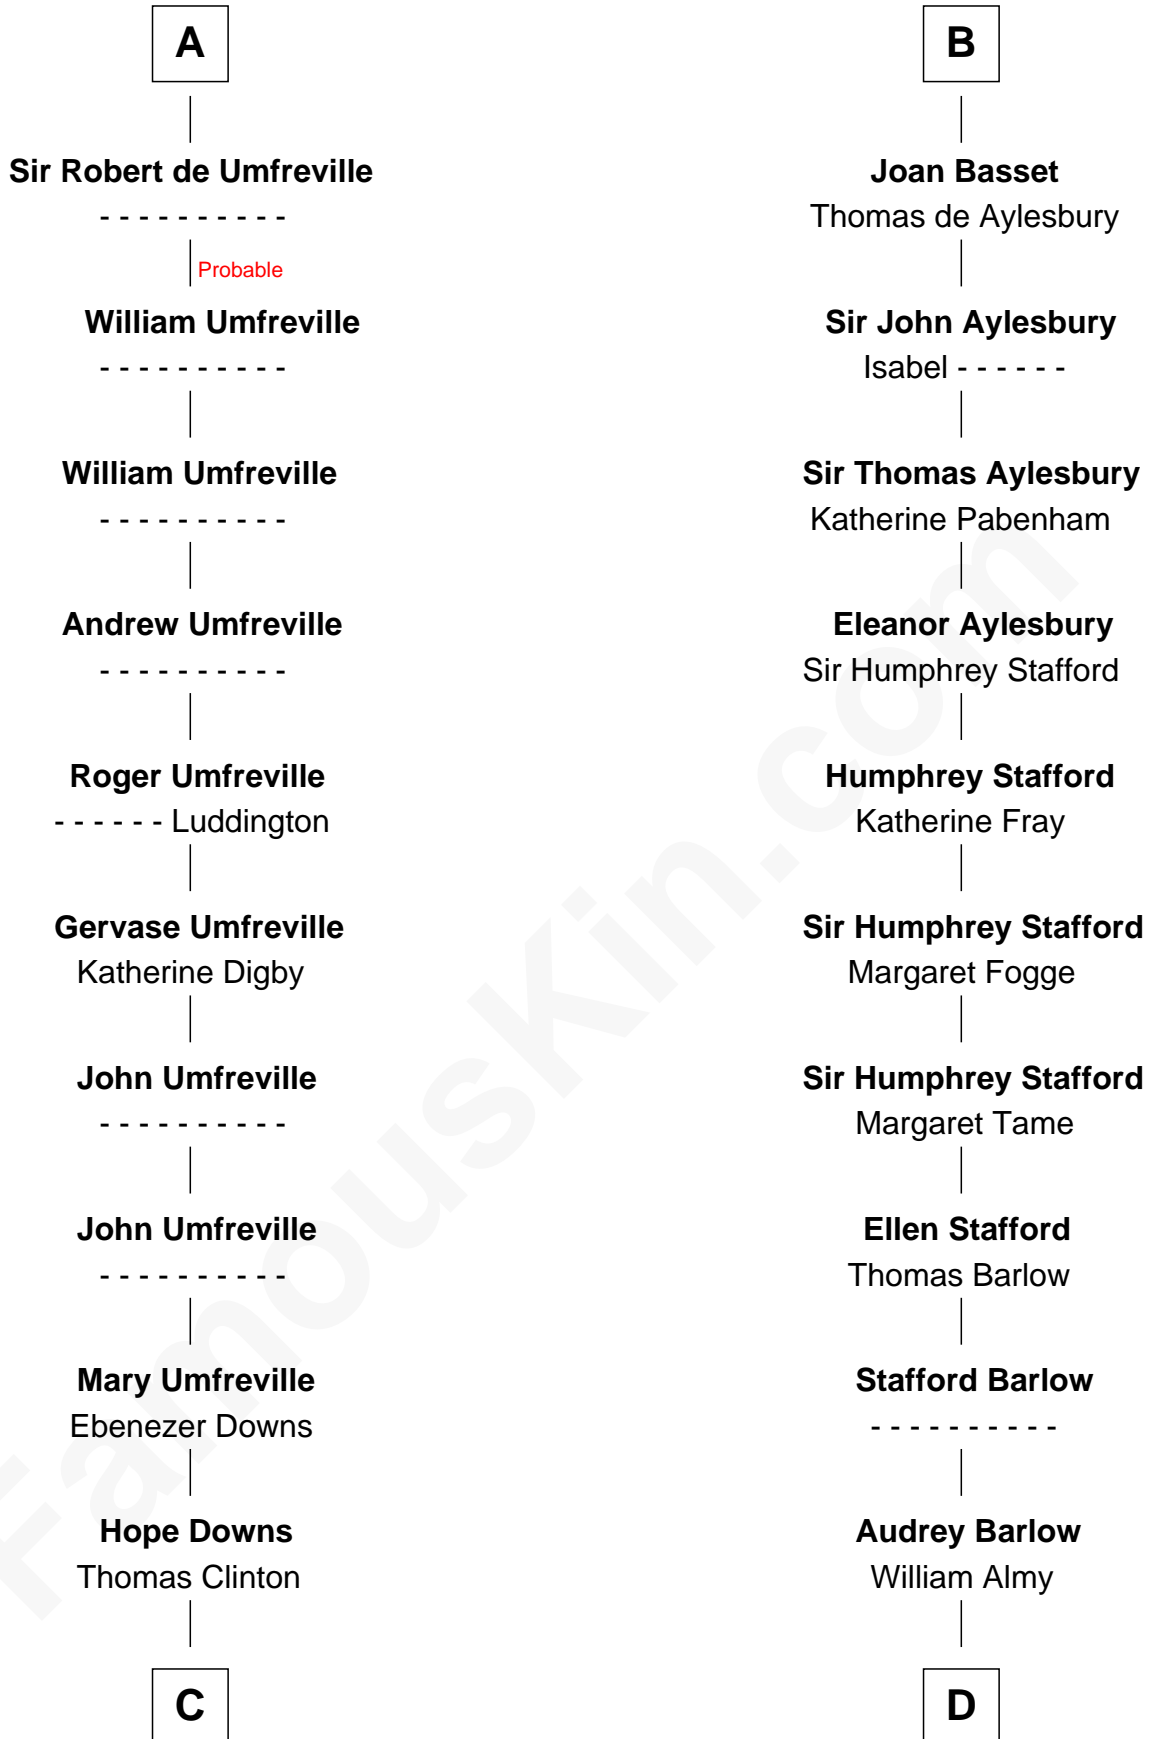 A
Sir Robert de Umfreville
- - - - - - - - - -
Probable
William Umfreville
- - - - - - - - - -
William Umfreville
- - - - - - - - - -
Andrew Umfreville
- - - - - - - - - -
Roger Umfreville
- - - - - - Luddington
Gervase Umfreville
Katherine Digby
John Umfreville
- - - - - - - - - -
John Umfreville
- - - - - - - - - -
Mary Umfreville
Ebenezer Downs
Hope Downs
Thomas Clinton
C
B
Joan Basset
Thomas de Aylesbury
Sir John Aylesbury
Isabel - - - - - -
Sir Thomas Aylesbury
Katherine Pabenham
Eleanor Aylesbury
Sir Humphrey Stafford
Humphrey Stafford
Katherine Fray
Sir Humphrey Stafford
Margaret Fogge
Sir Humphrey Stafford
Margaret Tame
Ellen Stafford
Thomas Barlow
Stafford Barlow
- - - - - - - - - -
Audrey Barlow
William Almy
D
FamousKin.com